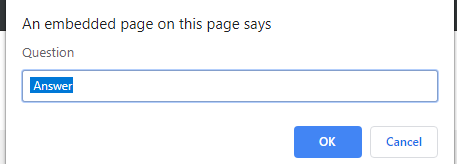 An embedded page on this page says
Question
Answer
OK Cancel